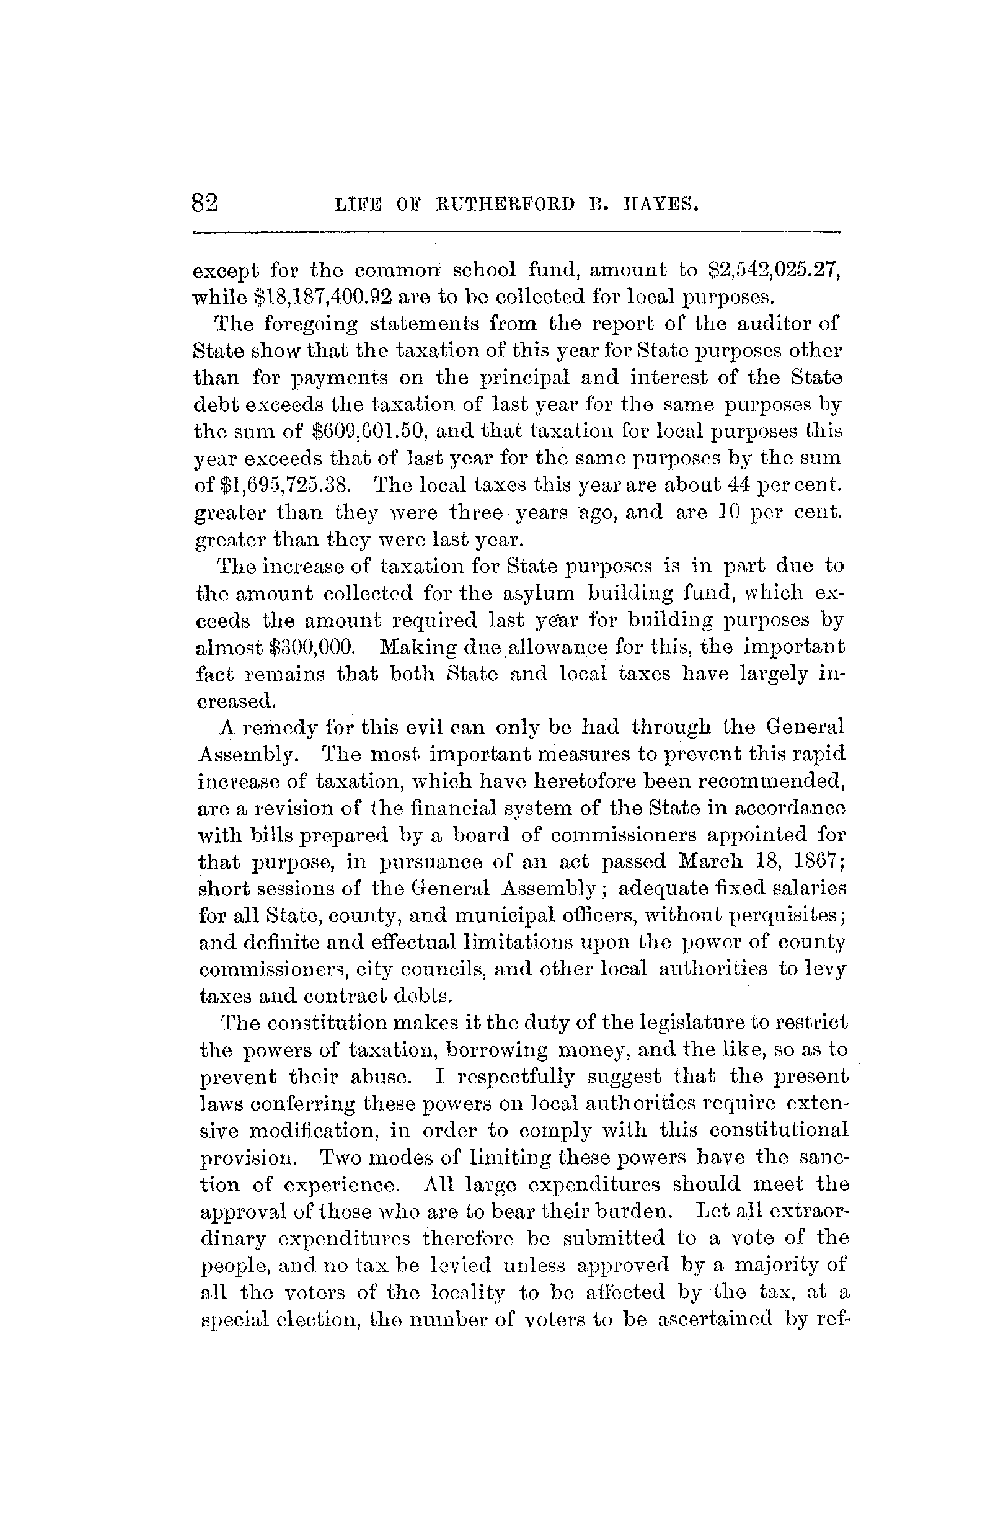 82 LIFE OF RUTHERFORD B. HAYES.
except for the common school fund, amount to $2,542,025.27,
while $18,187,400.92 are to be collected for local purposes.
The foregoing statements from the report of the auditor of
State show that the taxation of this year for State purposes other
than for payments on the principal and interest of the State
debt exceeds the taxation of last year for the same purposes by
the sum of $609,601.50, and that taxation for local purposes this
year exceeds that of last year for the same purposes by the sum
of $1,695,725.38. The local taxes this year are about 44 per cent.
greater than they were three years ago, and are 10 per cent.
greater than they were last year.
The increase of taxation for State purposes is in part due to
the amount collected for the asylum building fund, which ex-
ceeds the amount required last year for building purposes by
almost $300,000. Making due allowance for this, the important
fact remains that both State and local taxes have largely in-
creased.
A remedy for this evil can only be had through the General
Assembly. The most important measures to prevent this rapid
increase of taxation, which have heretofore been recommended,
are a revision of the financial system of the State in accordance
with bills prepared by a board of commissioners appointed for
that purpose, in pursuance of an act passed March 18, 1867;
short sessions of the General Assembly; adequate fixed salaries
for all State, county, and municipal officers, without perquisites;
and definite and effectual limitations upon the power of county
commissioners, city councils, and other local authorities to levy
taxes and contract debts.
The constitution makes it the duty of the legislature to restrict
the powers of taxation, borrowing money, and the like, so as to
prevent their abuse. I respectfully suggest that the present
laws conferring these powers on local authorities require exten-
sive modification, in order to comply with this constitutional
provision. Two modes of limiting these powers have the sanc-
tion of experience. All large expenditures should meet the
approval of those who are to bear their burden. Let all extraor-
dinary expenditures therefore be submitted to a vote of the
people, and no tax be levied unless approved by a majority of
all the voters of the locality to be affected by the tax, at a
special election, the number of voters to be ascertained by ref-